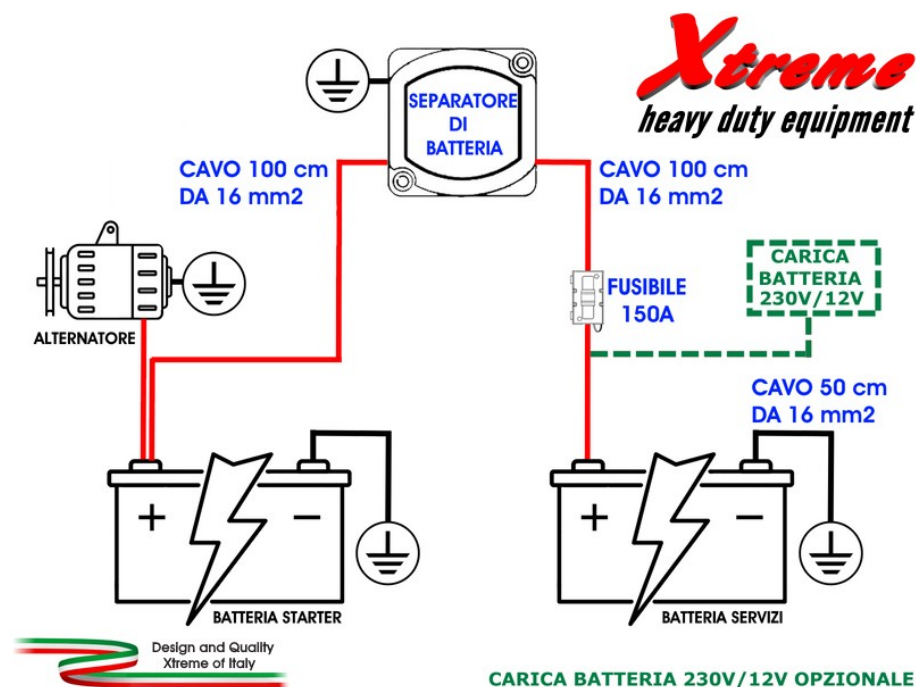 Xtreme
heavy duty equipment
SEPARATORE
DI
BATTERIA
CAVO 100 cm
DA 16 mm2
CAVO 100 cm
DA 16 mm2
CARICA
BATTERIA
230V/12V
FUSIBILE
150A
ALTERNATORE
CAVO 50 cm
DA 16 mm2
+
−
+
−
BATTERIA STARTER
BATTERIA SERVIZI
Design and Quality
Xtreme of Italy
CARICA BATTERIA 230V/12V OPZIONALE